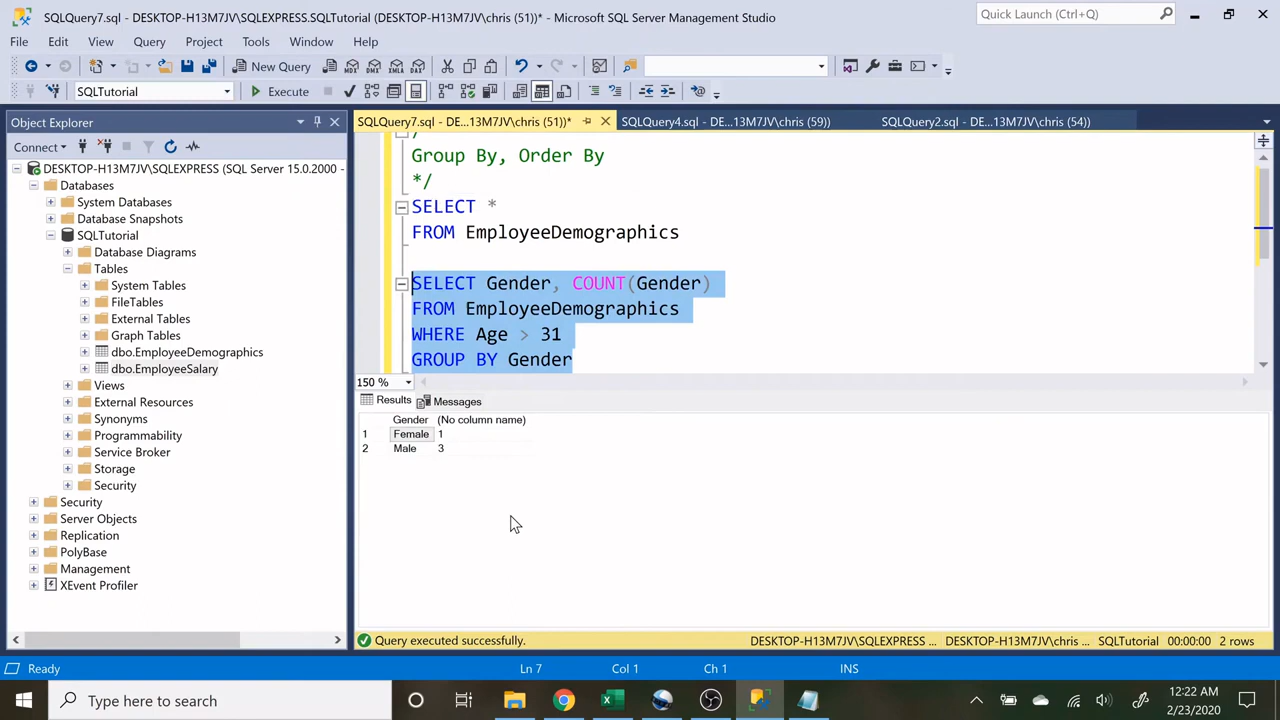 SQLQuery7.sql - DESKTOP-H13M7JV\SQLEXPRESS.SQLTutorial (DESKTOP-H13M7JV\chris (51))* - Microsoft SQL Server Management Studio
Quick Launch (Ctrl+Q)
File Edit View Query Project Tools Window Help
New Query
SQLTutorial
Execute
Object Explorer
SQLQuery7.sql - DE...13M7JV\chris (51))*
SQLQuery4.sql - DE...13M7JV\chris (59))
SQLQuery2.sql - DE...13M7JV\chris (54))
Connect
DESKTOP-H13M7JV\SQLEXPRESS (SQL Server 15.0.2000 -
Databases
System Databases
Database Snapshots
SQLTutorial
Database Diagrams
Tables
System Tables
FileTables
External Tables
Graph Tables
dbo.EmployeeDemographics
dbo.EmployeeSalary
Views
External Resources
Synonyms
Programmability
Service Broker
Storage
Security
Security
Server Objects
Replication
PolyBase
Management
XEvent Profiler
Group By, Order By
*/
SELECT *
FROM EmployeeDemographics
SELECT Gender, COUNT(Gender)
FROM EmployeeDemographics
WHERE Age > 31
GROUP BY Gender
150 %
Results Messages
Gender (No column name)
1 Female 1
2 Male 3
Query executed successfully.
DESKTOP-H13M7JV\SQLEXPRESS ...
DESKTOP-H13M7JV\chris ...
SQLTutorial
00:00:00
2 rows
Ready
Ln 7
Col 1
Ch 1
INS
Type here to search
12:22 AM
2/23/2020